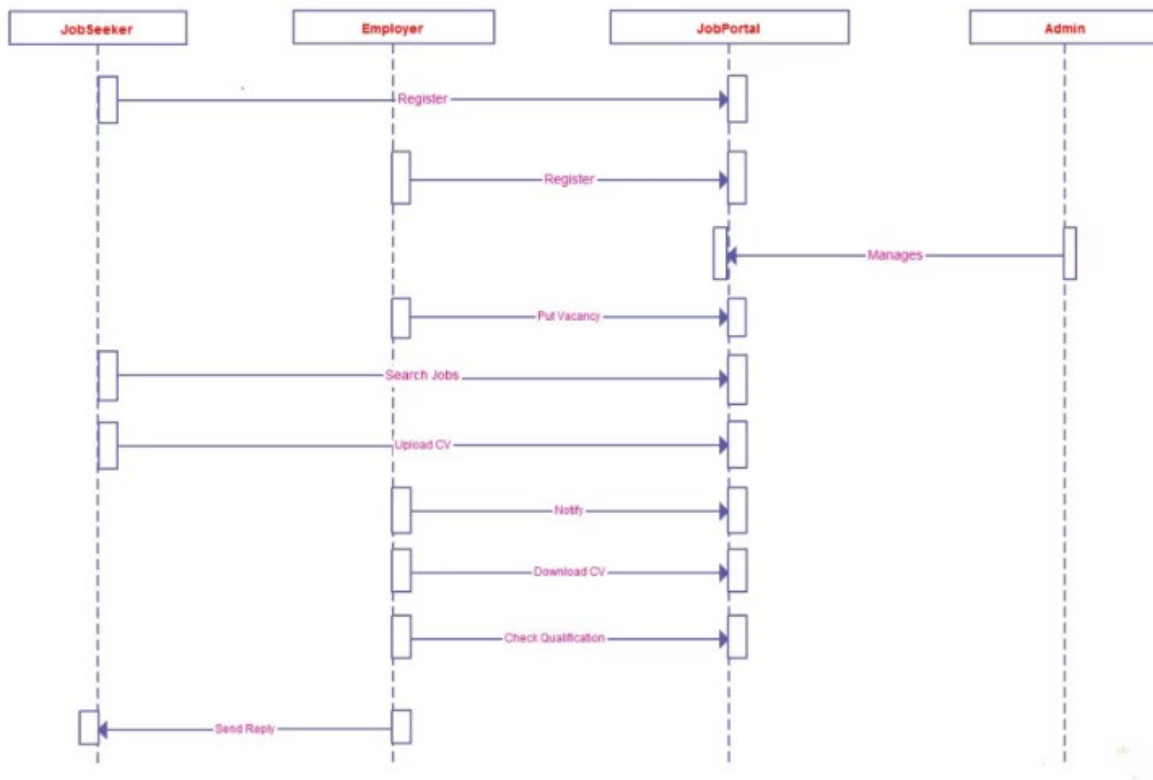 JobSeeker
Employer
JobPortal
Admin
Register
Register
Manages
Put Vacancy
Search Jobs
Upload CV
Notify
Download CV
Check Qualification
Send Reply